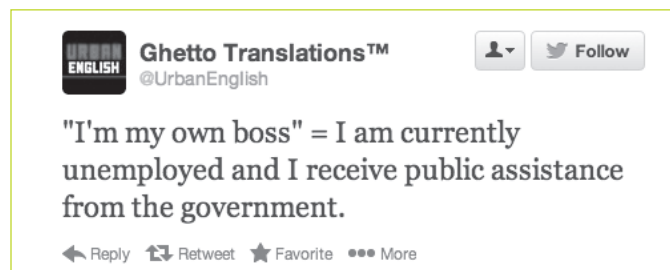 URBAN
ENGLISH
Ghetto Translations™
@UrbanEnglish
Follow
"I'm my own boss" = I am currently
unemployed and I receive public assistance
from the government.
Reply Retweet Favorite More